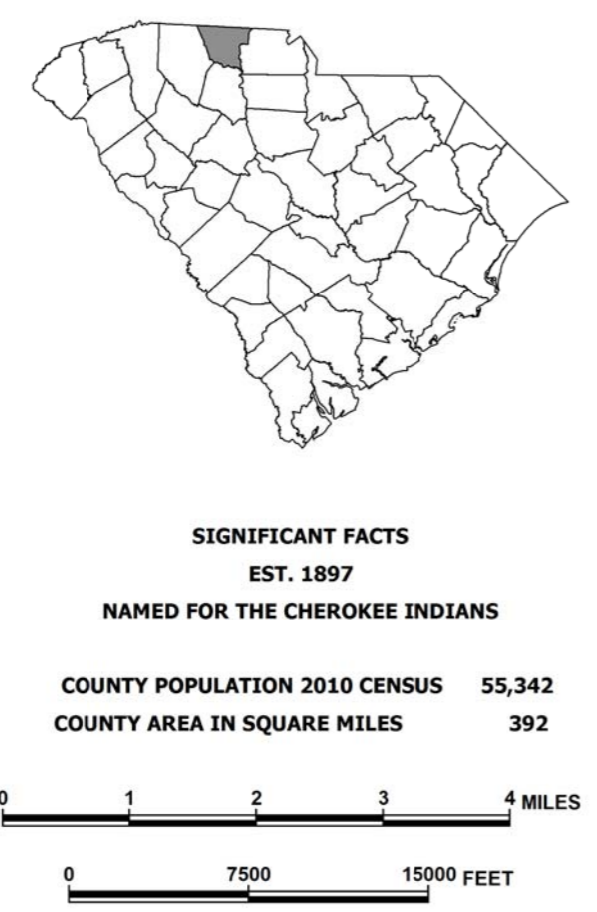 SIGNIFICANT FACTS
EST. 1897
NAMED FOR THE CHEROKEE INDIANS
COUNTY POPULATION 2010 CENSUS 55,342
COUNTY AREA IN SQUARE MILES 392
0 1 2 3 4 MILES
0 7500 15000 FEET